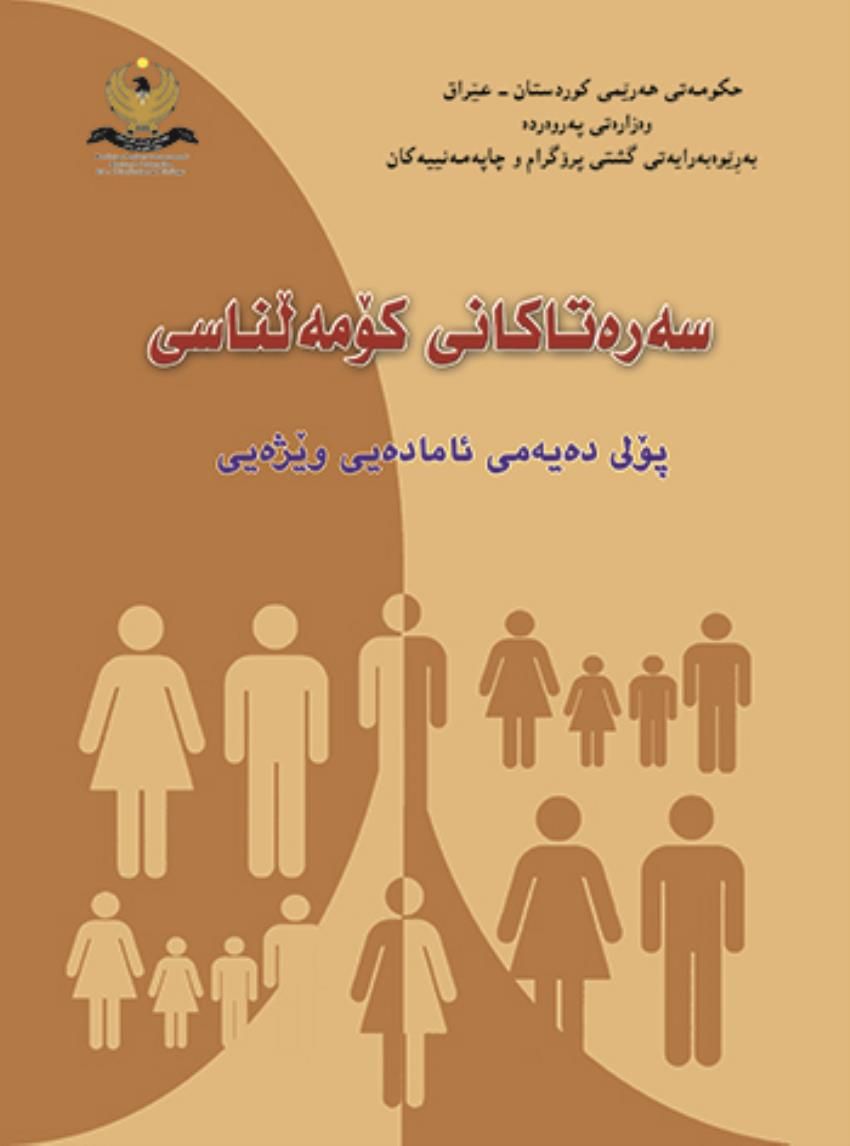 حکومەتی هەرێمی کوردستان - عێراق
وەزارەتی پەروەردە
بەڕێوەبەرایەتی گشتی پرۆگرام و چاپەمەنییەکان
سەرەتاکانی کۆمەڵناسی
پۆلی دەیەمی ئامادەیی وێژەیی